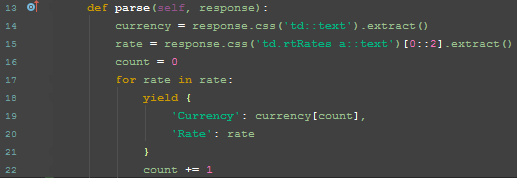 13 def parse(self, response):
14 currency = response.css('td::text').extract()
15 rate = response.css('td.rtRates a::text')[0::2].extract()
16 count = 0
17 for rate in rate:
18 yield {
19 'Currency': currency[count],
20 'Rate': rate
21 }
22 count += 1